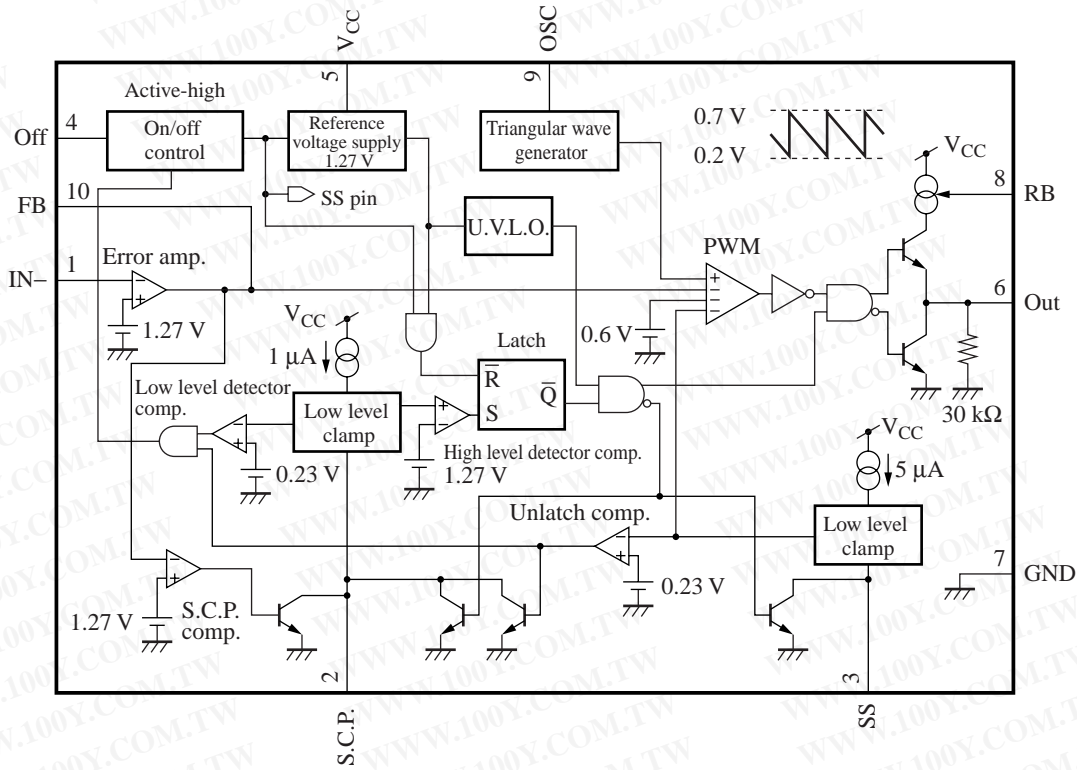 VCC
OSC
5
9
Active-high
Off
4
On/off
control
Reference
voltage supply
1.27 V
Triangular wave
generator
0.7 V
0.2 V
VCC
FB
10
SS pin
8
RB
U.V.L.O.
PWM
Error amp.
IN–
1
1.27 V
6
Out
VCC
1 μA
0.6 V
Latch
R̅
S
Q̅
30 kΩ
Low level detector
comp.
Low level
clamp
High level detector comp.
0.23 V
1.27 V
VCC
5 μA
Unlatch comp.
Low level
clamp
7
GND
0.23 V
1.27 V
S.C.P.
comp.
2
3
S.C.P.
SS
WWW.100Y.COM.TW